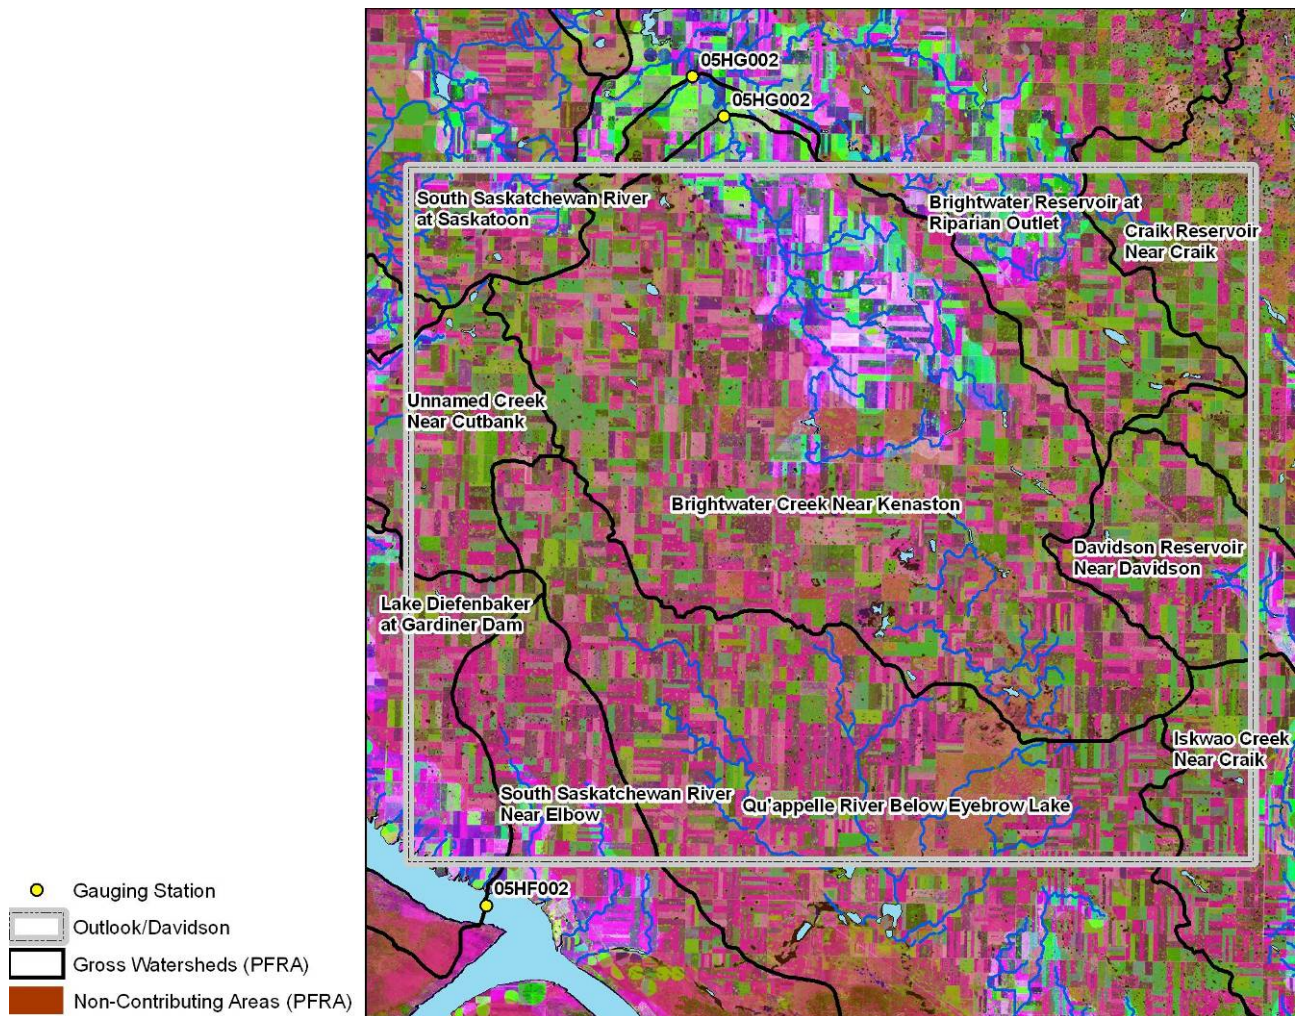 05HG002
05HG002
South Saskatchewan River
at Saskatoon
Brightwater Reservoir at
Riparian Outlet
Craik Reservoir
Near Craik
Unnamed Creek
Near Cutbank
Brightwater Creek Near Kenaston
Davidson Reservoir
Near Davidson
Lake Diefenbaker
at Gardiner Dam
Iskwao Creek
Near Craik
South Saskatchewan River
Near Elbow
Qu'appelle River Below Eyebrow Lake
05HF002
Gauging Station
Outlook/Davidson
Gross Watersheds (PFRA)
Non-Contributing Areas (PFRA)